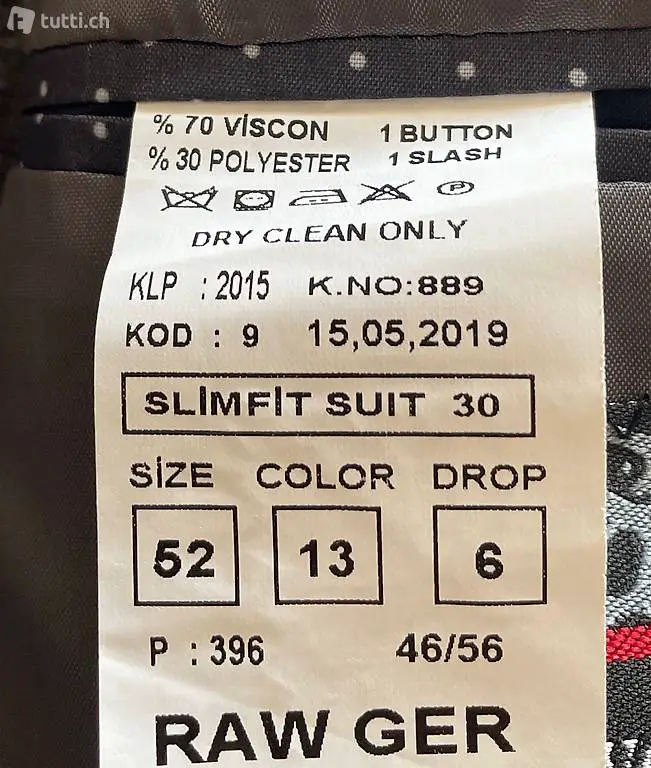 tutti.ch
% 70 VİSCON 1 BUTTON
% 30 POLYESTER 1 SLASH
P
DRY CLEAN ONLY
KLP : 2015 K.NO:889
KOD : 9 15,05,2019
SLİMFİT SUIT 30
SİZE COLOR DROP
52 13 6
P : 396 46/56
RAW GER